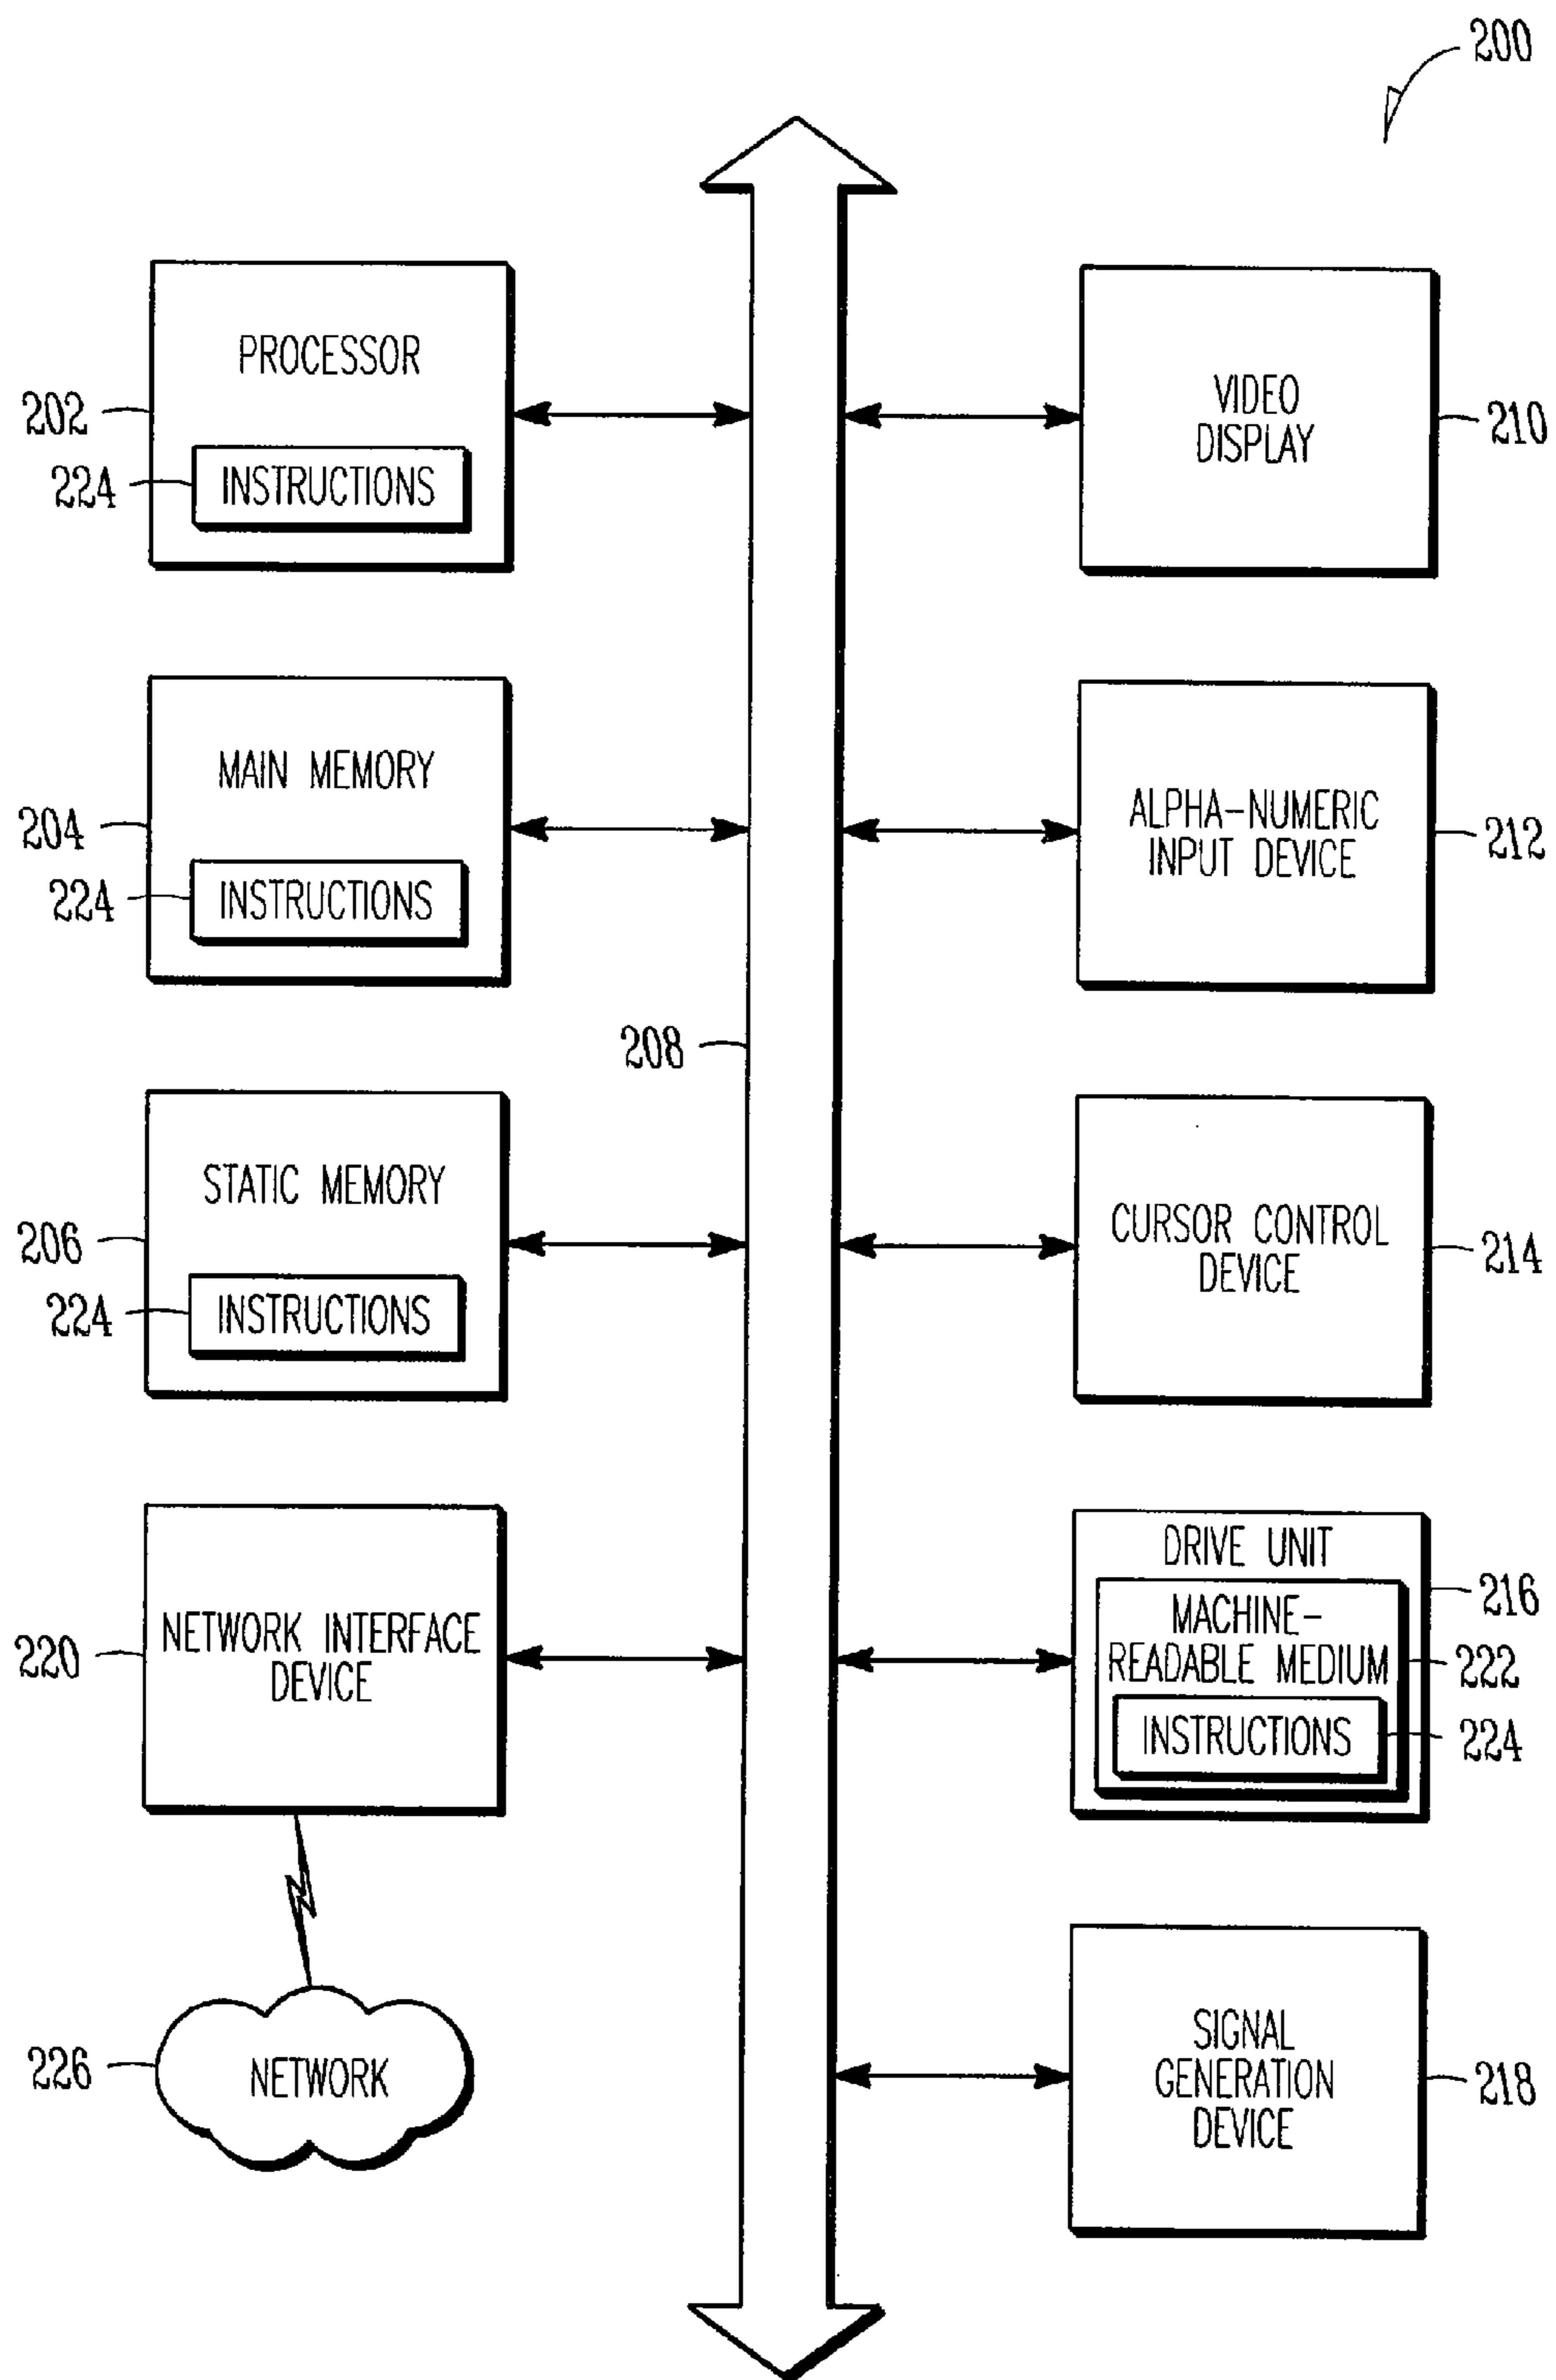 200
PROCESSOR
202
224
INSTRUCTIONS
VIDEO
DISPLAY
210
MAIN MEMORY
204
224
INSTRUCTIONS
ALPHA-NUMERIC
INPUT DEVICE
212
208
STATIC MEMORY
206
224
INSTRUCTIONS
CURSOR CONTROL
DEVICE
214
NETWORK INTERFACE
DEVICE
220
DRIVE UNIT
216
MACHINE-
READABLE MEDIUM
222
INSTRUCTIONS
224
226
NETWORK
SIGNAL
GENERATION
DEVICE
218